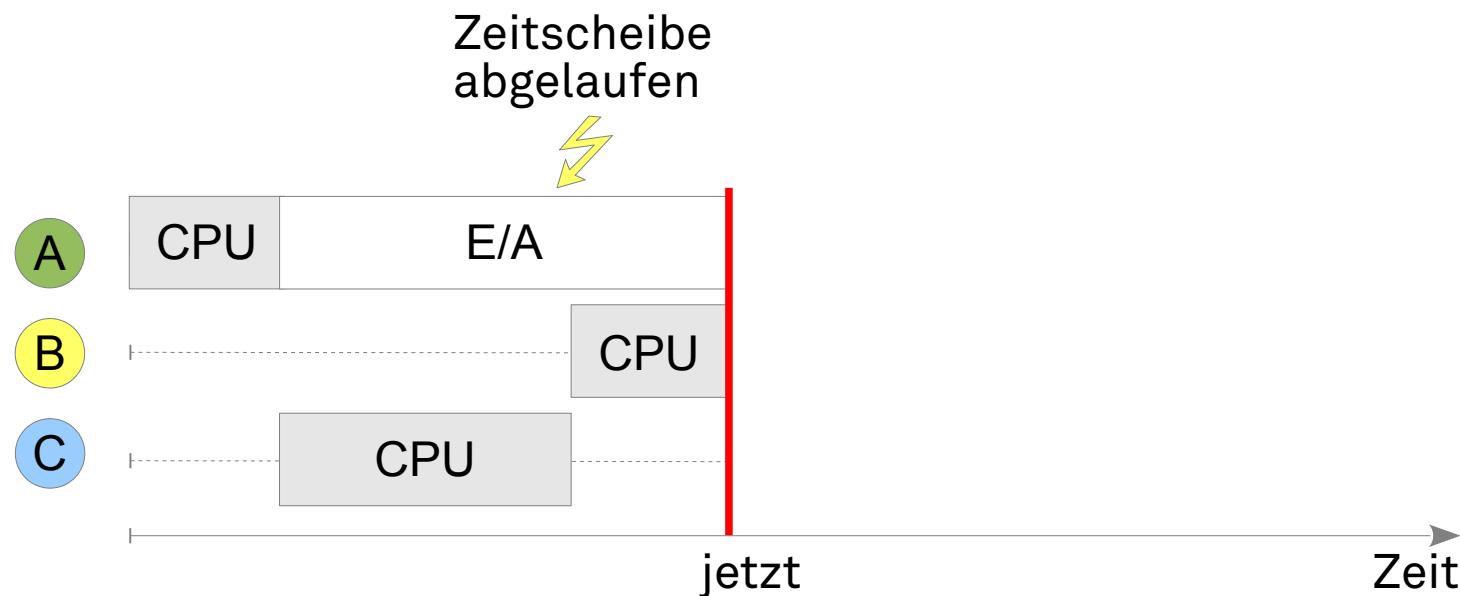 Zeitscheibe
abgelaufen
A
CPU
E/A
B
CPU
C
CPU
jetzt
Zeit